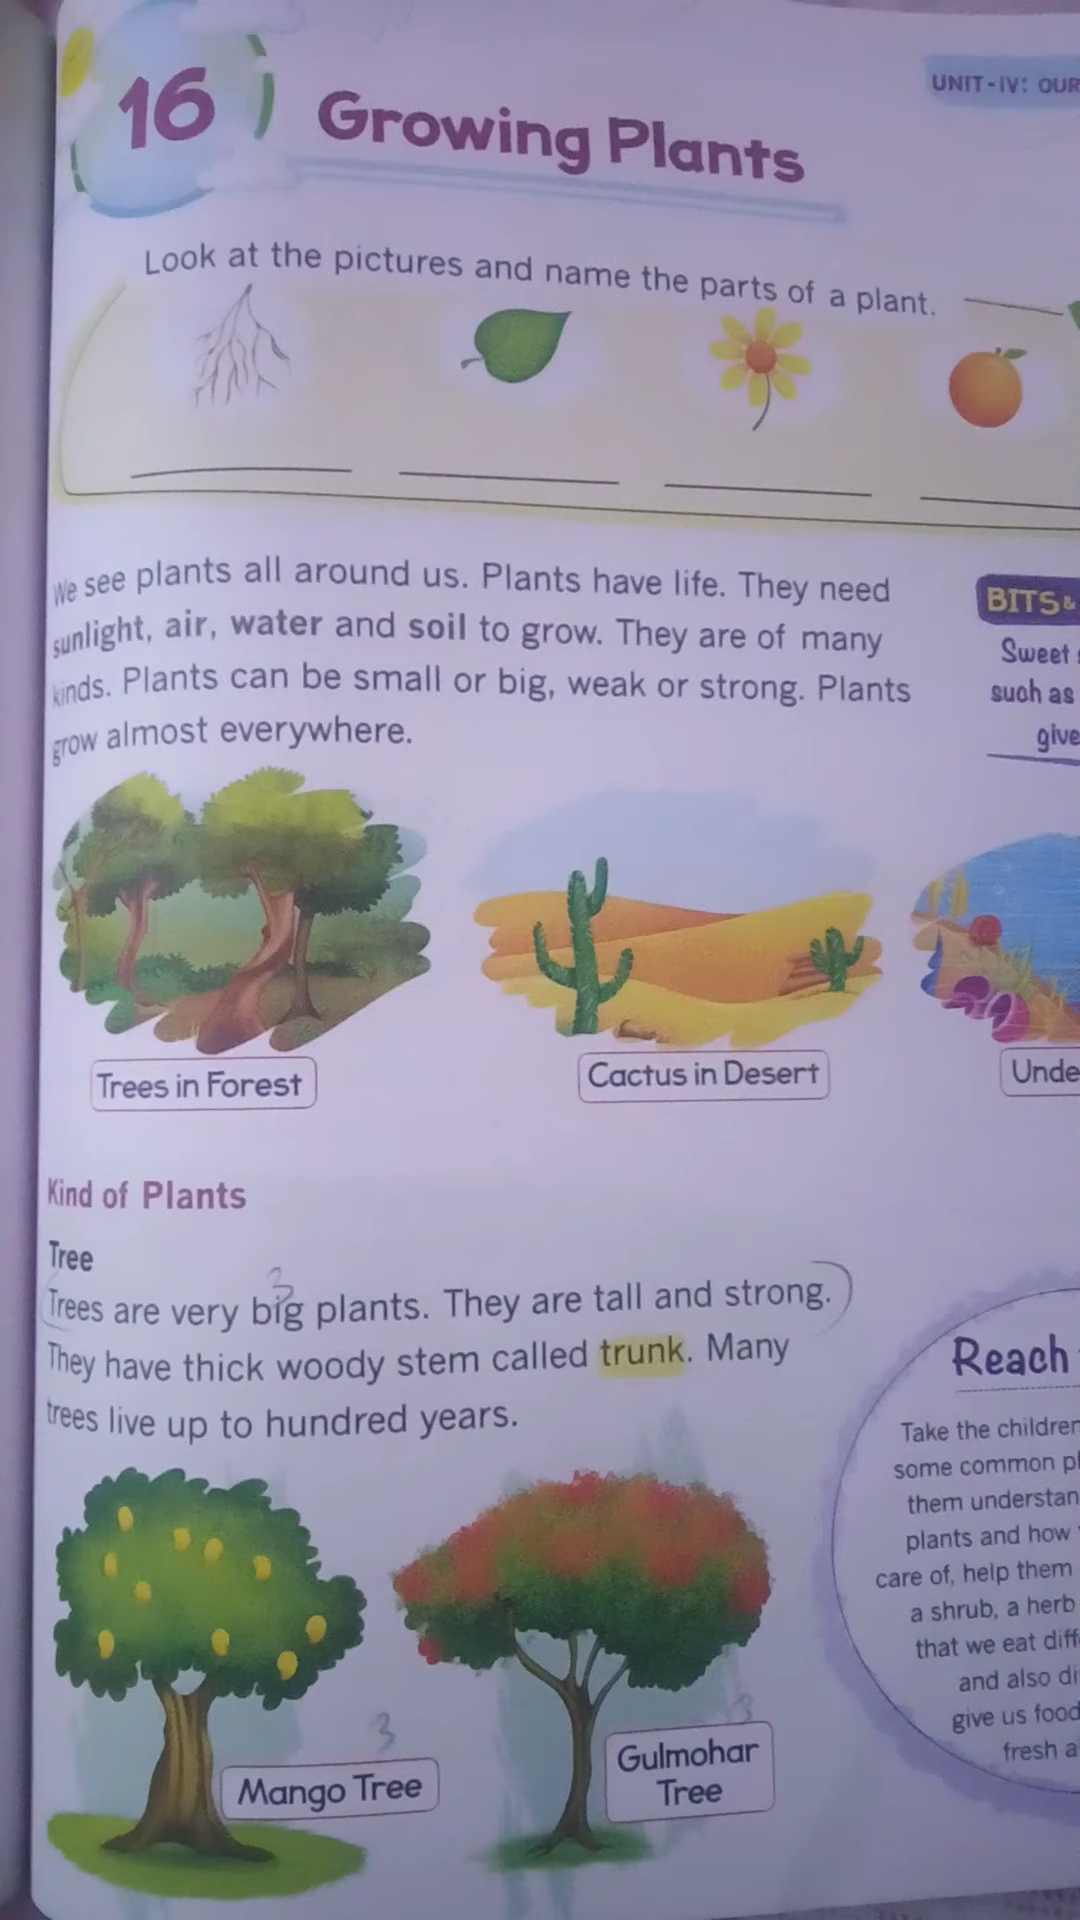 16
Growing Plants
UNIT-IV: OUR
Look at the pictures and name the parts of a plant.
We see plants all around us. Plants have life. They need
sunlight, air, water and soil to grow. They are of many
kinds. Plants can be small or big, weak or strong. Plants
grow almost everywhere.
BITS &
Sweet
such as
give
Trees in Forest
Cactus in Desert
Unde
Kind of Plants
Tree
3
Trees are very big plants. They are tall and strong.
They have thick woody stem called trunk. Many
trees live up to hundred years.
Reach
Take the children
some common pl
them understan
plants and how
care of, help them
a shrub, a herb
that we eat diff
and also di
give us food
fresh a
3
Mango Tree
3
Gulmohar
Tree